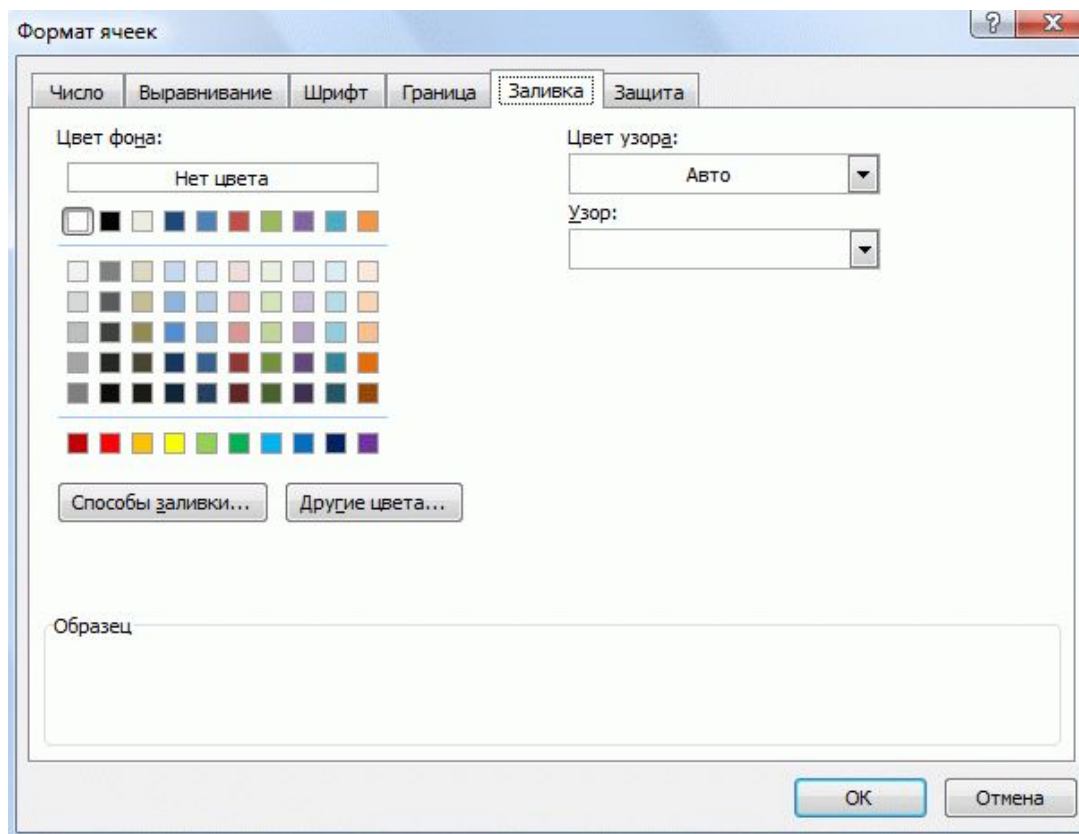 Формат ячеек
Число Выравнивание Шрифт Граница Заливка Защита
Цвет фона:
Нет цвета
Цвет узора:
Авто
Узор:
Способы заливки... Другие цвета...
Образец
ОК Отмена